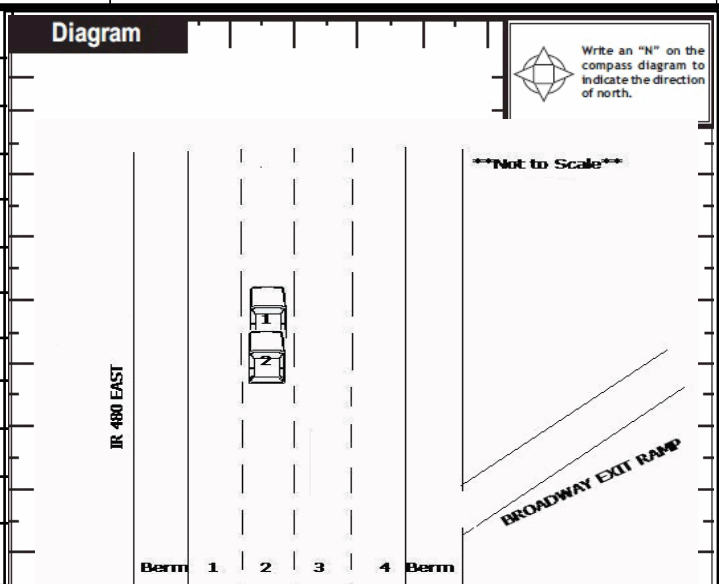 Diagram
Write an “N” on the
compass diagram to
indicate the direction
of north.
**Not to Scale**
1
2
IR 480 EAST
BROADWAY EXIT RAMP
Berm 1 2 3 4 Berm